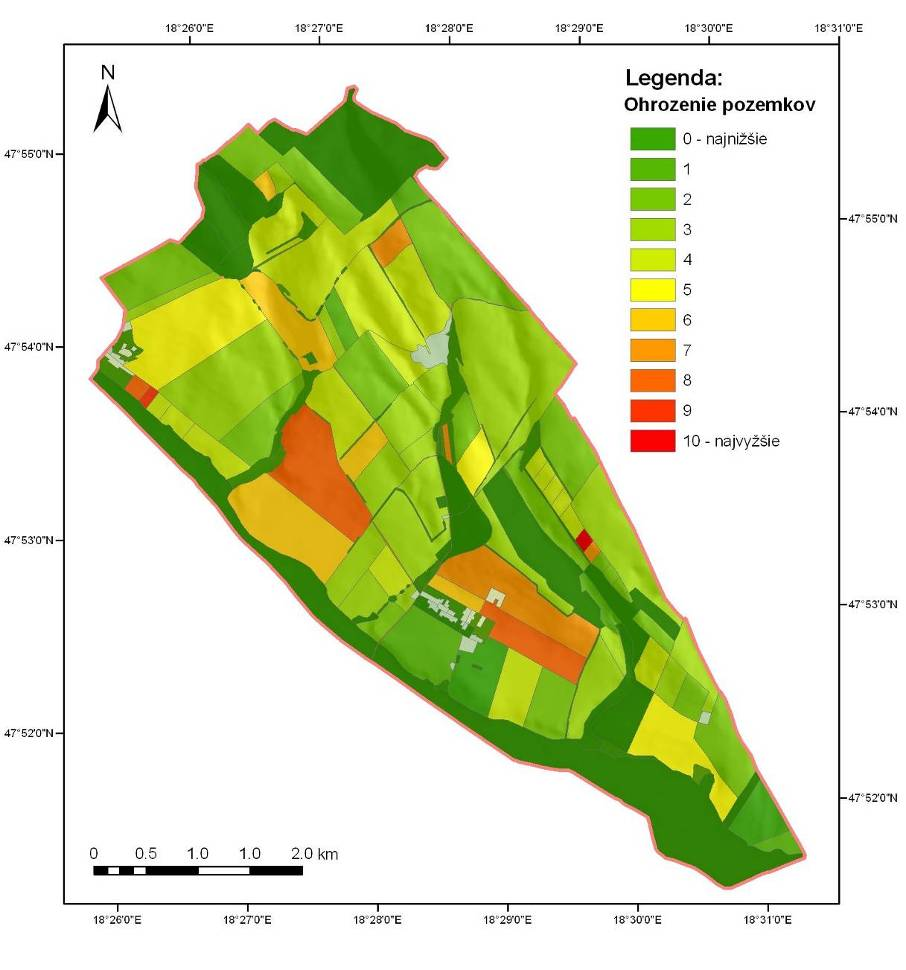 18°26'0"E 18°27'0"E 18°28'0"E 18°29'0"E 18°30'0"E 18°31'0"E
N
Legenda:
Ohrozenie pozemkov
0 - najnižšie
1
2
3
4
5
6
7
8
9
10 - najvyžšie
47°55'0"N
47°54'0"N
47°53'0"N
47°52'0"N
47°55'0"N
47°54'0"N
47°53'0"N
47°52'0"N
0 0.5 1.0 1.0 2.0 km
18°26'0"E 18°27'0"E 18°28'0"E 18°29'0"E 18°30'0"E 18°31'0"E